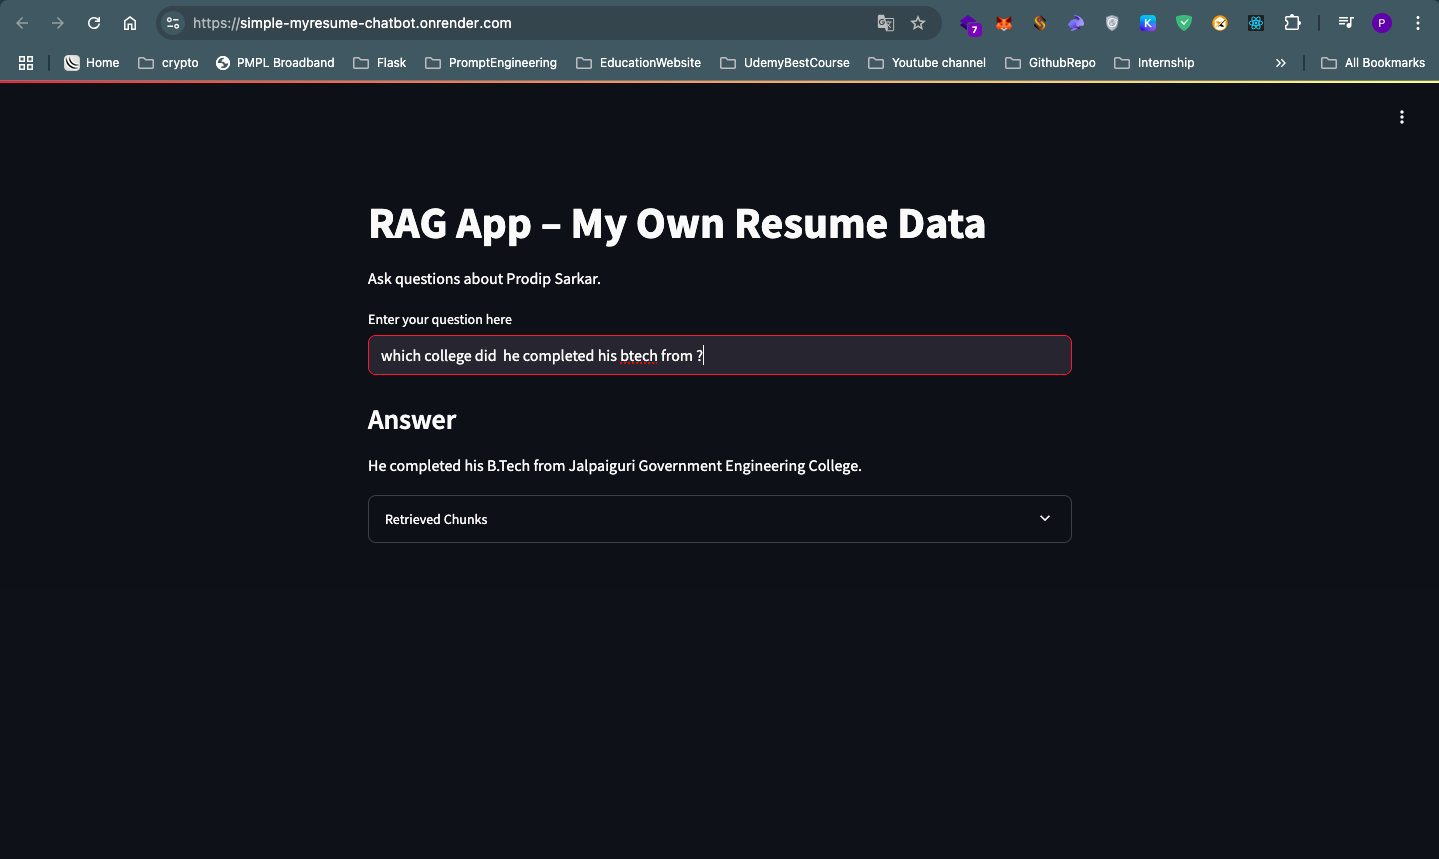 https://simple-myresume-chatbot.onrender.com
7
K
P
Home crypto PMPL Broadband Flask PromptEngineering EducationWebsite UdemyBestCourse Youtube channel GithubRepo Internship » All Bookmarks
RAG App – My Own Resume Data
Ask questions about Prodip Sarkar.
Enter your question here
which college did  he completed his btech from ?
Answer
He completed his B.Tech from Jalpaiguri Government Engineering College.
Retrieved Chunks